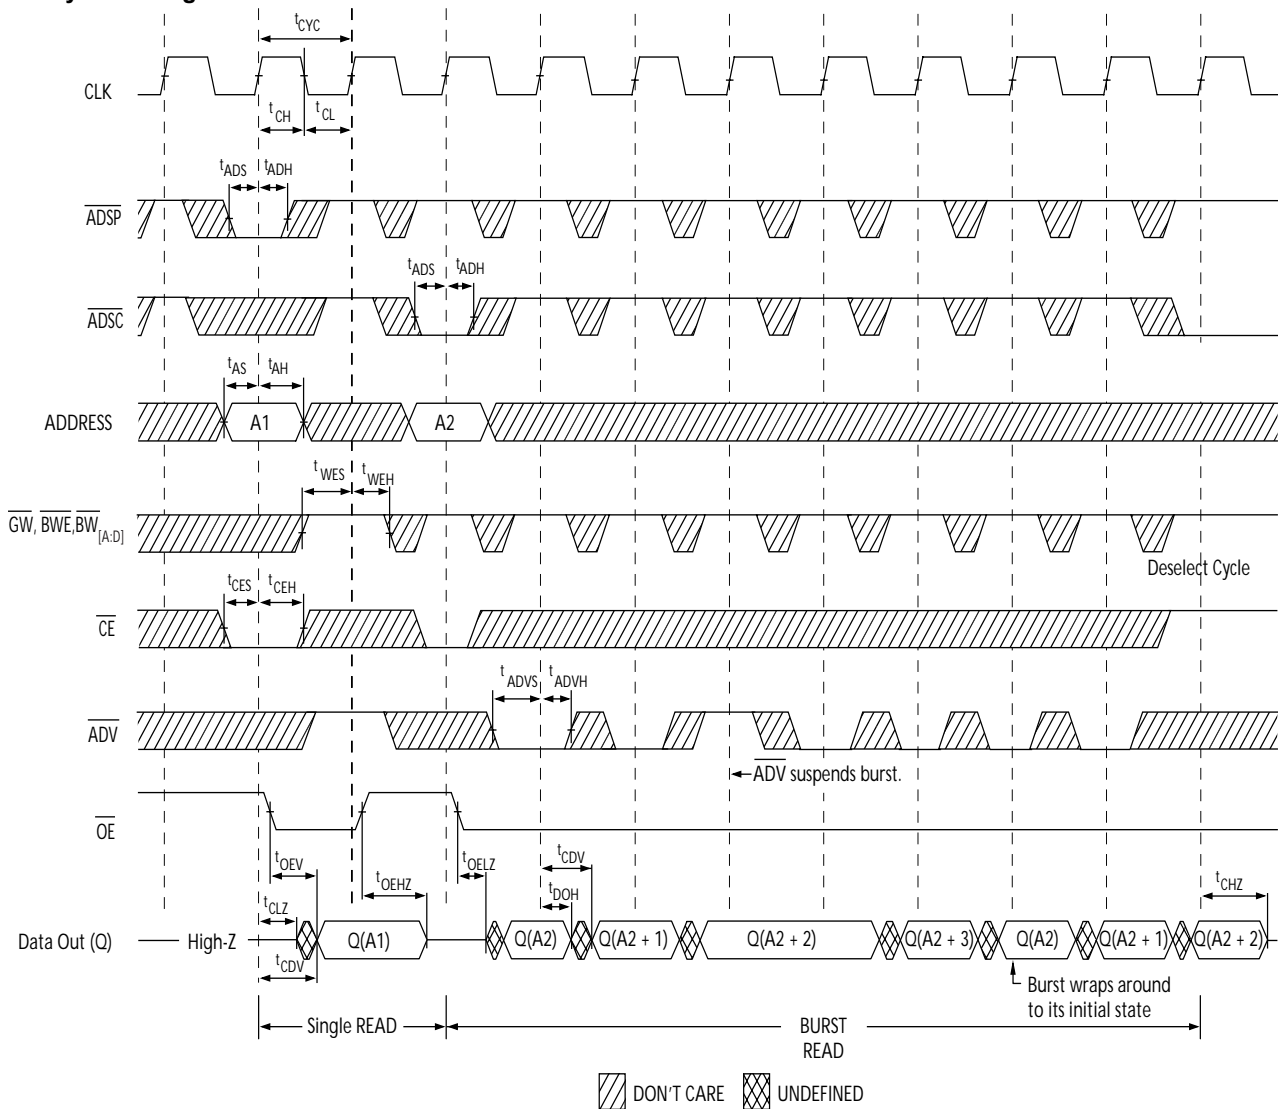 tCYC
CLK
tCH tCL
tADS tADH
ADSP
tADS tADH
ADSC
tAS tAH
ADDRESS A1 A2
tWES tWEH
GW, BWE,BW[A:D]
Deselect Cycle
tCES tCEH
CE
tADVS tADVH
ADV
ADV suspends burst.
OE
tOEV tOEHZ tOELZ tCDV tCHZ
tCLZ tDOH
Data Out (Q) High-Z Q(A1) Q(A2) Q(A2 + 1) Q(A2 + 2) Q(A2 + 3) Q(A2) Q(A2 + 1) Q(A2 + 2)
tCDV
Burst wraps around
to its initial state
Single READ BURST
READ
DON'T CARE UNDEFINED